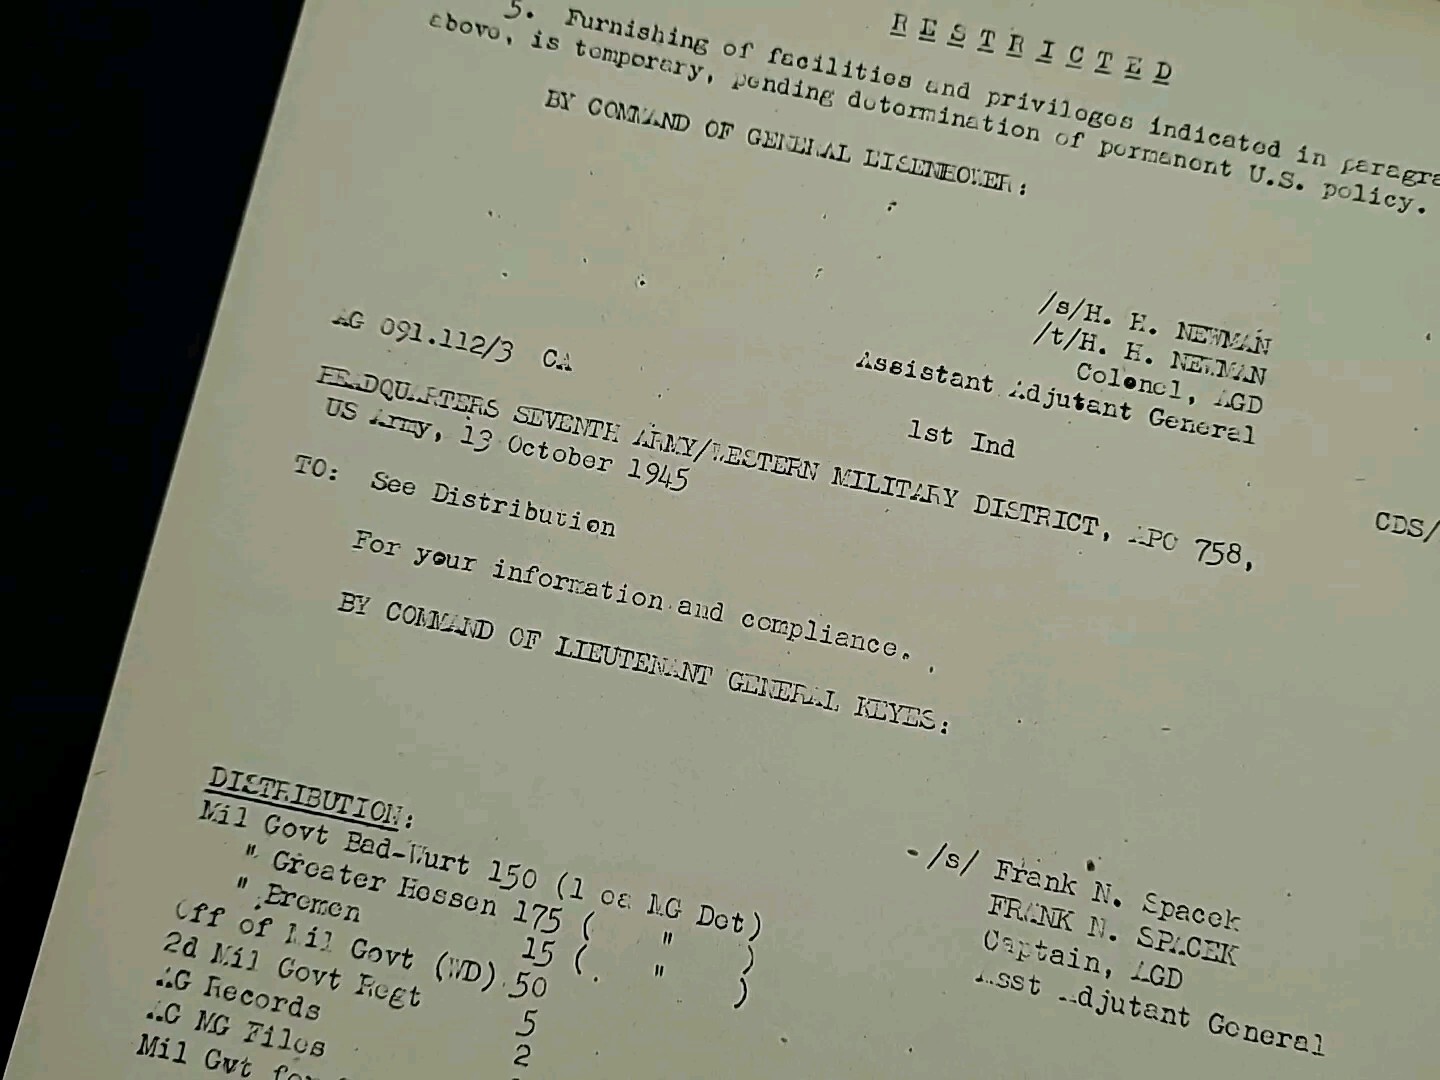 R E S T R I C T E D
5. Furnishing of facilities and privileges indicated in
above, is temporary, pending determination of permanent U.S. policy.
BY COMMAND OF GENERAL EISENHOWER:
/s/H. H. NEWMAN
/t/H. H. NEWMAN
Colonel, AGD
Assistant Adjutant General
AG 091.112/3 CA
1st Ind
CDS/
HEADQUARTERS SEVENTH ARMY/WESTERN MILITARY DISTRICT, APO 758,
US Army, 13 October 1945
TO: See Distribution
For your information and compliance.
BY COMMAND OF LIEUTENANT GENERAL KEYES:
- /s/ Frank N. Spacek
FRANK N. SPACEK
Captain, AGD
Asst Adjutant General
DISTRIBUTION:
Mil Govt Bad-Wurt 150 (1 ea MG Det)
" Greater Hessen 175 ( " )
" Bremen 15 ( " )
Off of Mil Govt (WD) 50
2d Mil Govt Regt 5
AG Records 2
AG MG Files
Mil Gvt for